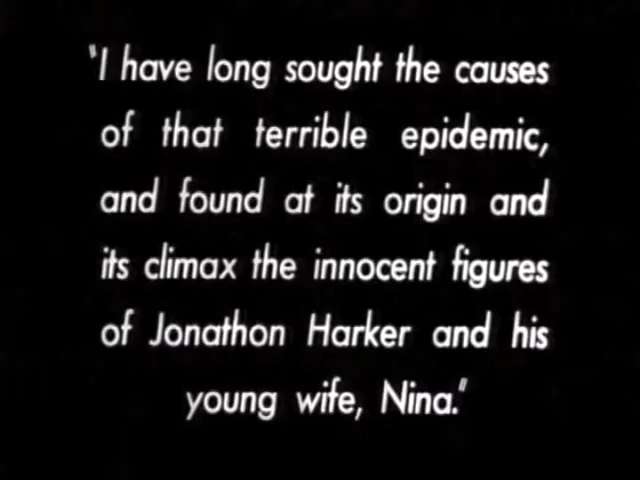 "I have long sought the causes
of that terrible epidemic,
and found at its origin and
its climax the innocent figures
of Jonathon Harker and his
young wife, Nina."